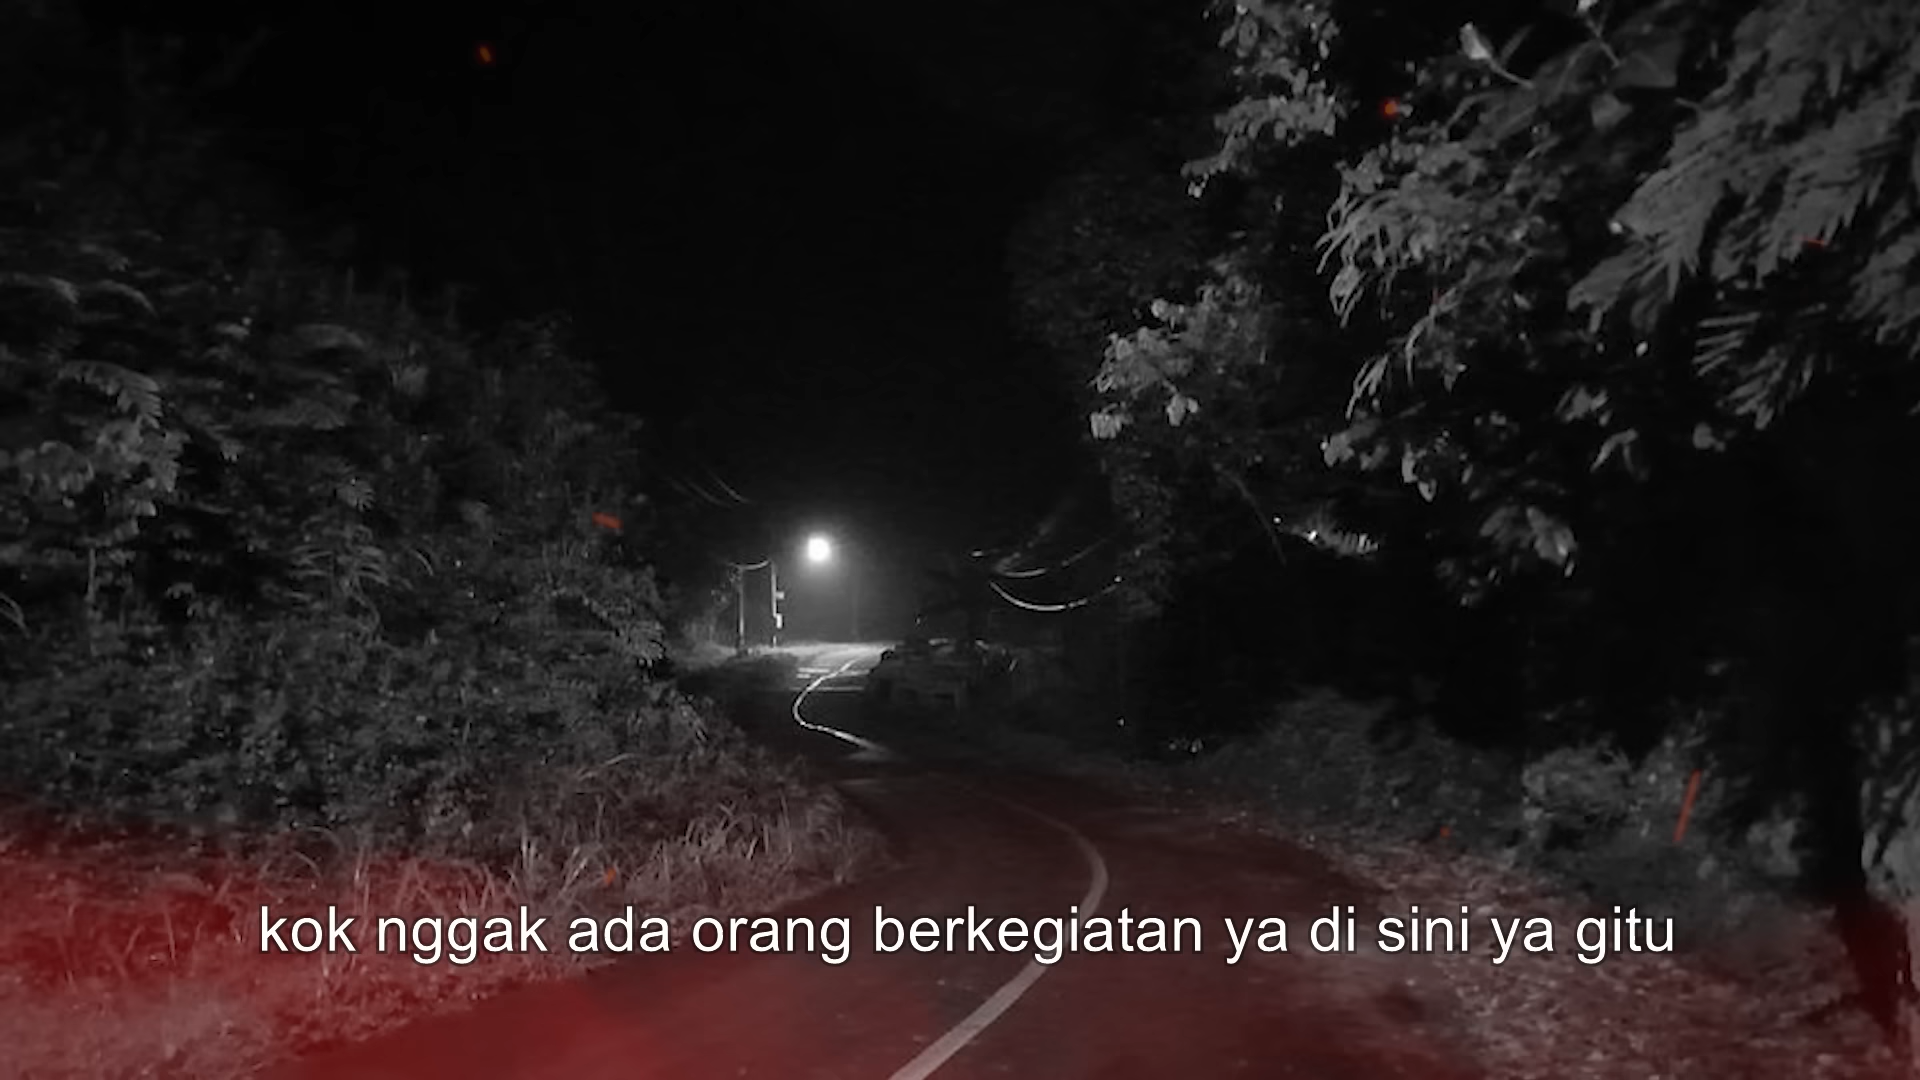 kok nggak ada orang berkegiatan ya di sini ya gitu